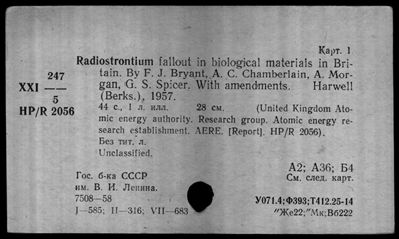 Карт. 1
Radiostrontium fallout in biological materials in Bri-
247
tain. By F. J. Bryant, A. C. Chamberlain, A. Mor-
XXI —
gan, G. S. Spicer. With amendments. Harwell
5
(Berks.), 1957.
HP/R 2056
44 с., 1 л. илл. 28 см. (United Kingdom Ato-
mic energy authority. Research group. Atomic energy re-
search establishment. AERE. [Report]. HP/R 2056).
Без тит. л.
Unclassified.
А2; А36; Б4
Гос. б-ка СССР
См. след. карт.
им. В. И. Ленина.
7508—58
У071.4;Ф393;Т412.25-14
I—585; II—316; VII—683
"Же22;"Мк;Вб222